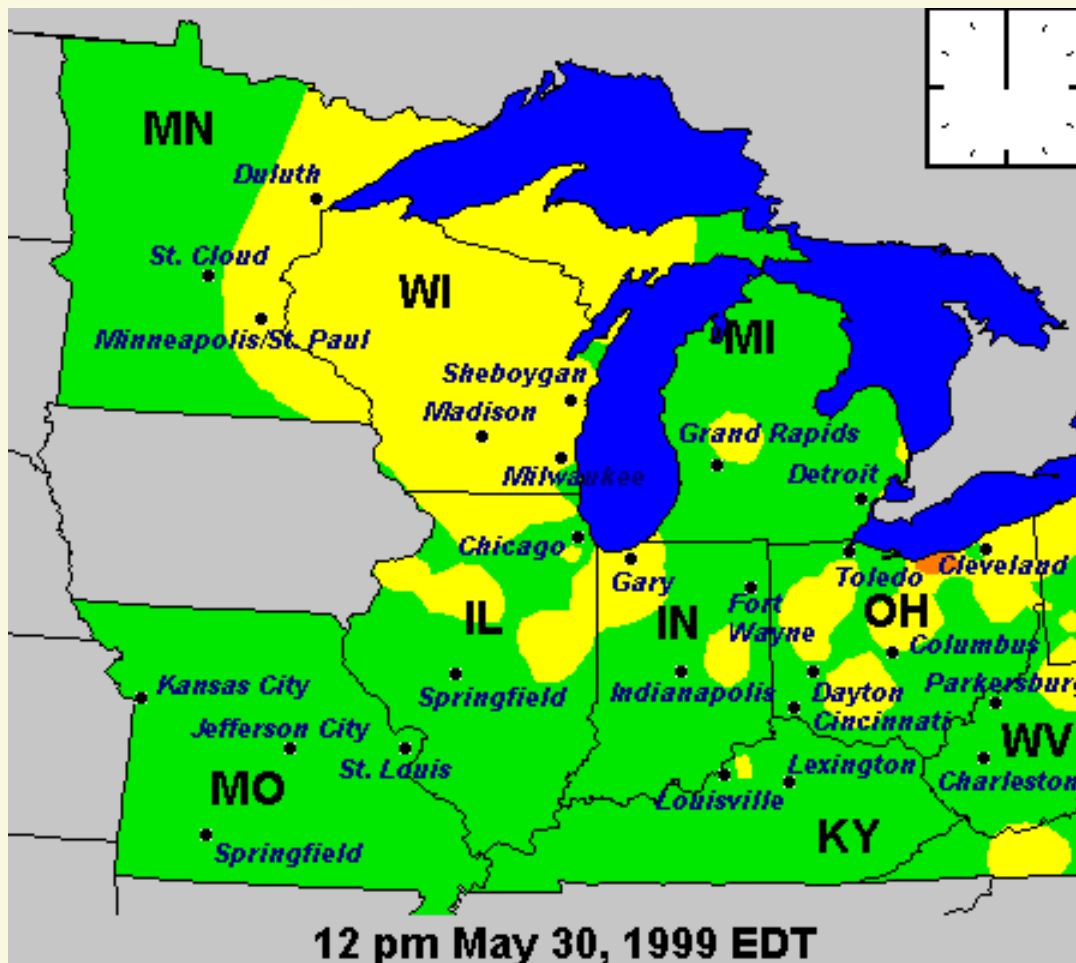 MN
Duluth
St. Cloud
WI
Minneapolis/St. Paul
MI
Sheboygan
Madison
Grand Rapids
Milwaukee
Detroit
Chicago
Gary
Toledo
Cleveland
Fort
Wayne
IL
IN
OH
Columbus
Springfield
Indianapolis
Dayton
Parkersburg
Kansas City
Cincinnati
Jefferson City
St. Louis
WV
Lexington
Charleston
MO
Louisville
KY
Springfield
12 pm May 30, 1999 EDT